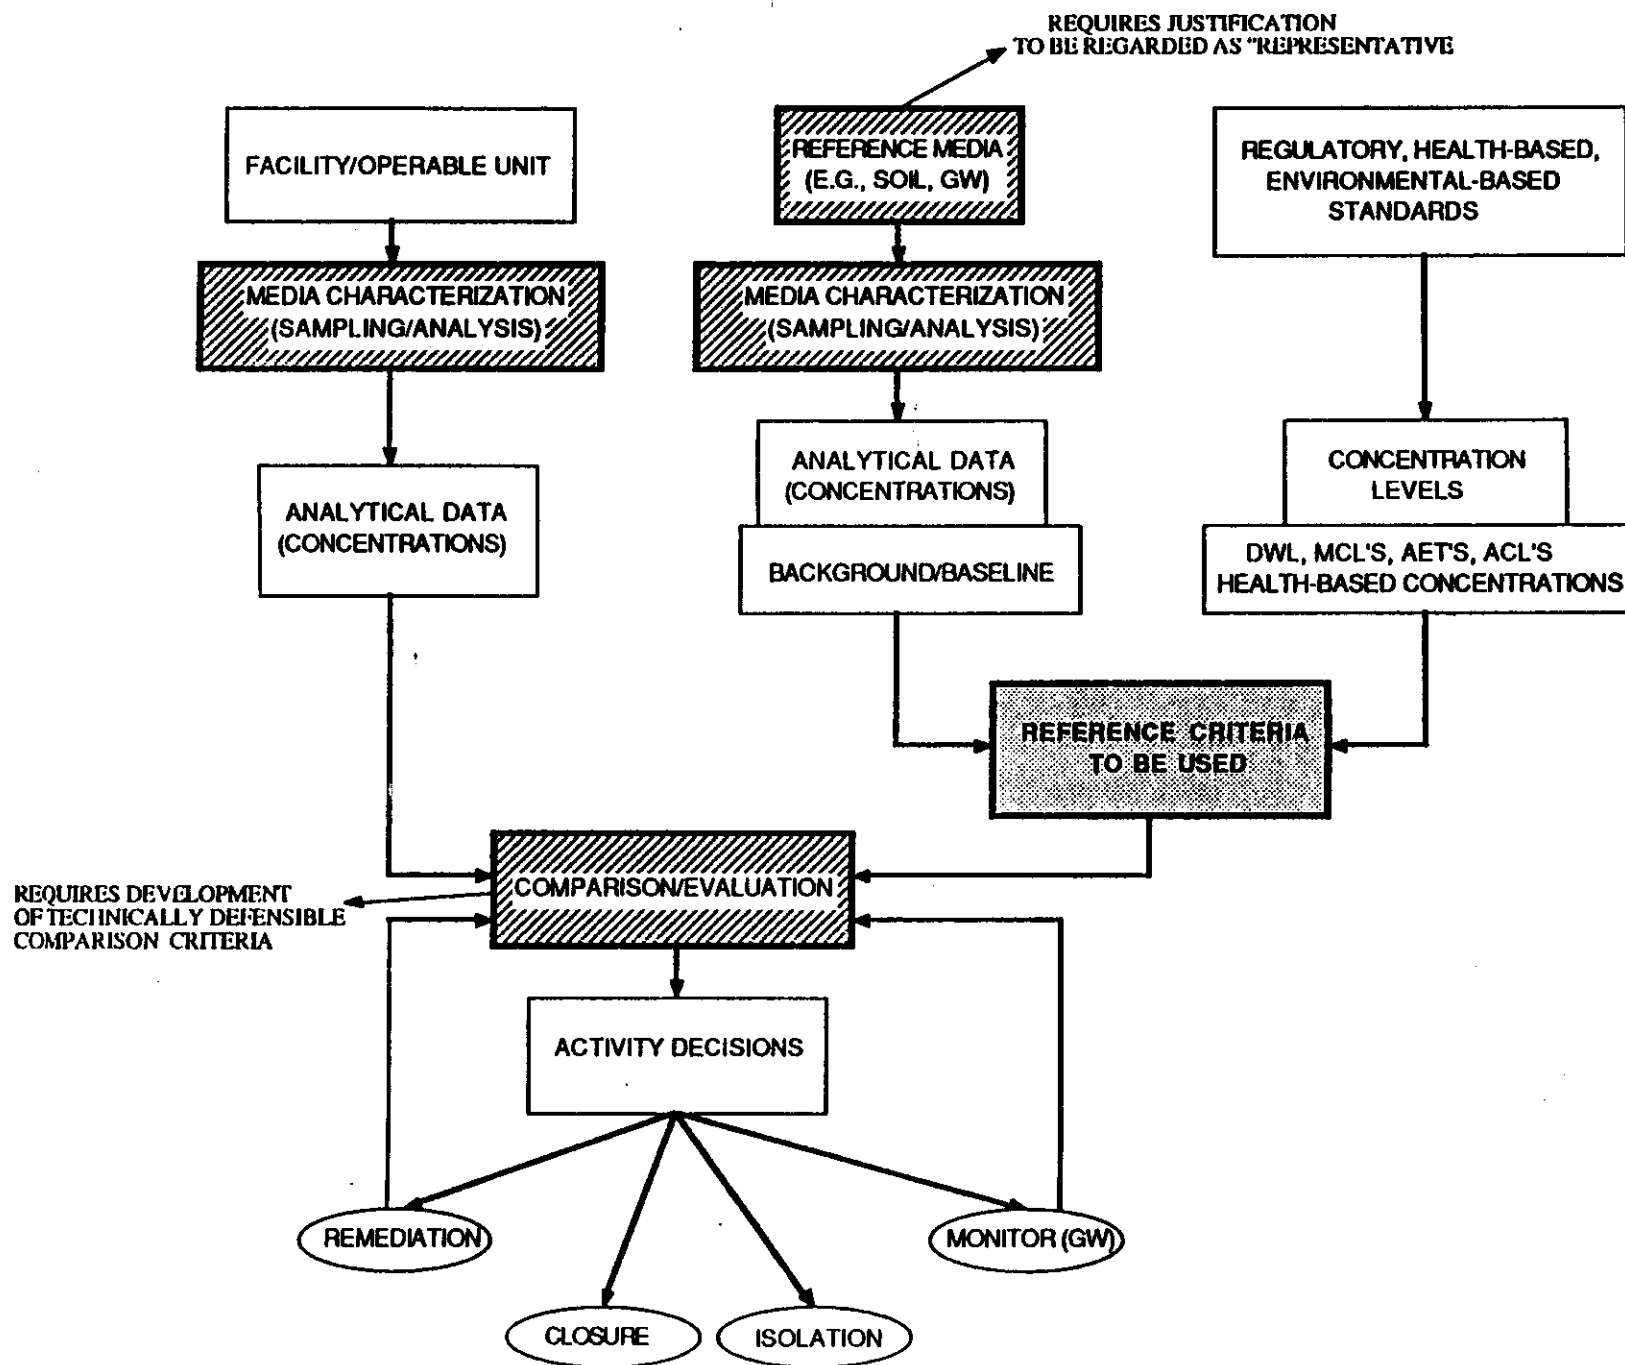 REQUIRES JUSTIFICATION
TO BE REGARDED AS "REPRESENTATIVE
FACILITY/OPERABLE UNIT
REFERENCE MEDIA
(E.G., SOIL, GW)
REGULATORY, HEALTH-BASED,
ENVIRONMENTAL-BASED
STANDARDS
MEDIA CHARACTERIZATION
(SAMPLING/ANALYSIS)
MEDIA CHARACTERIZATION
(SAMPLING/ANALYSIS)
ANALYTICAL DATA
(CONCENTRATIONS)
ANALYTICAL DATA
(CONCENTRATIONS)
BACKGROUND/BASELINE
CONCENTRATION
LEVELS
DWL, MCL'S, AET'S, ACL'S
HEALTH-BASED CONCENTRATIONS
REFERENCE CRITERIA
TO BE USED
COMPARISON/EVALUATION
REQUIRES DEVELOPMENT
OF TECHNICALLY DEFENSIBLE
COMPARISON CRITERIA
ACTIVITY DECISIONS
REMEDIATION
MONITOR (GW)
CLOSURE
ISOLATION